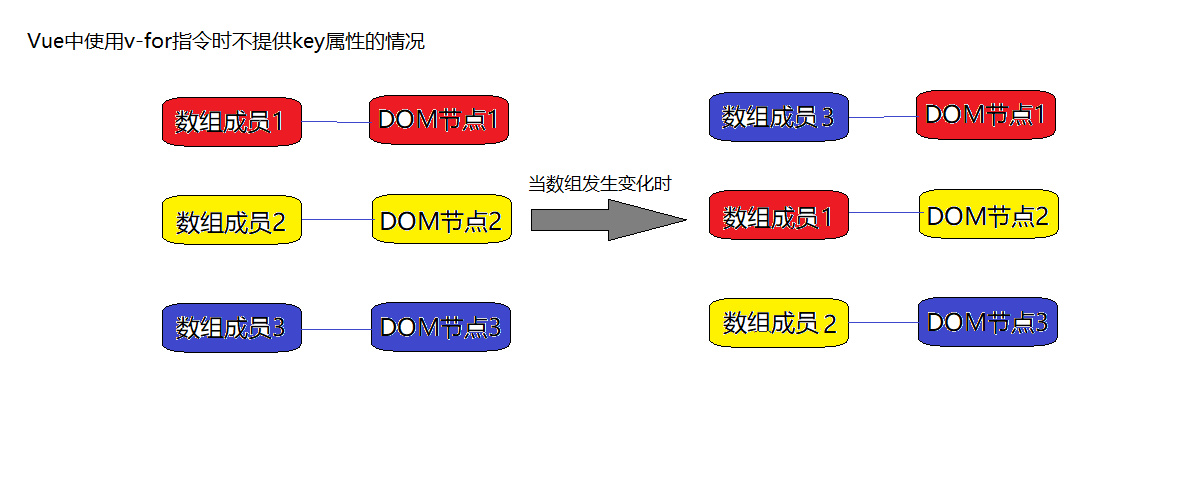 Vue中使用v-for指令时不提供key属性的情况
数组成员1 DOM节点1
数组成员2 DOM节点2
数组成员3 DOM节点3
当数组发生变化时
数组成员3 DOM节点1
数组成员1 DOM节点2
数组成员2 DOM节点3